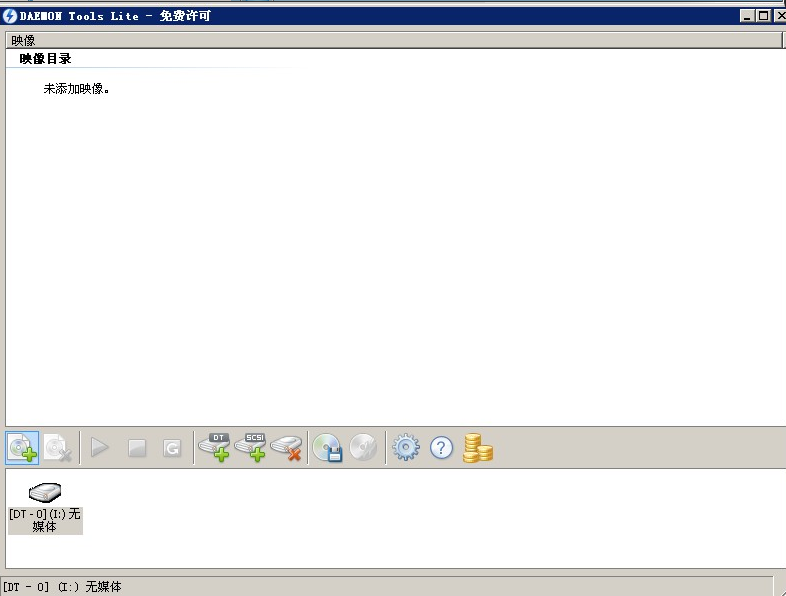 DAEMON Tools Lite - 免费许可
映像
映像目录
未添加映像。
DT
SCSI
G
[DT - 0] (I:) 无
媒体
[DT - 0] (I:) 无媒体